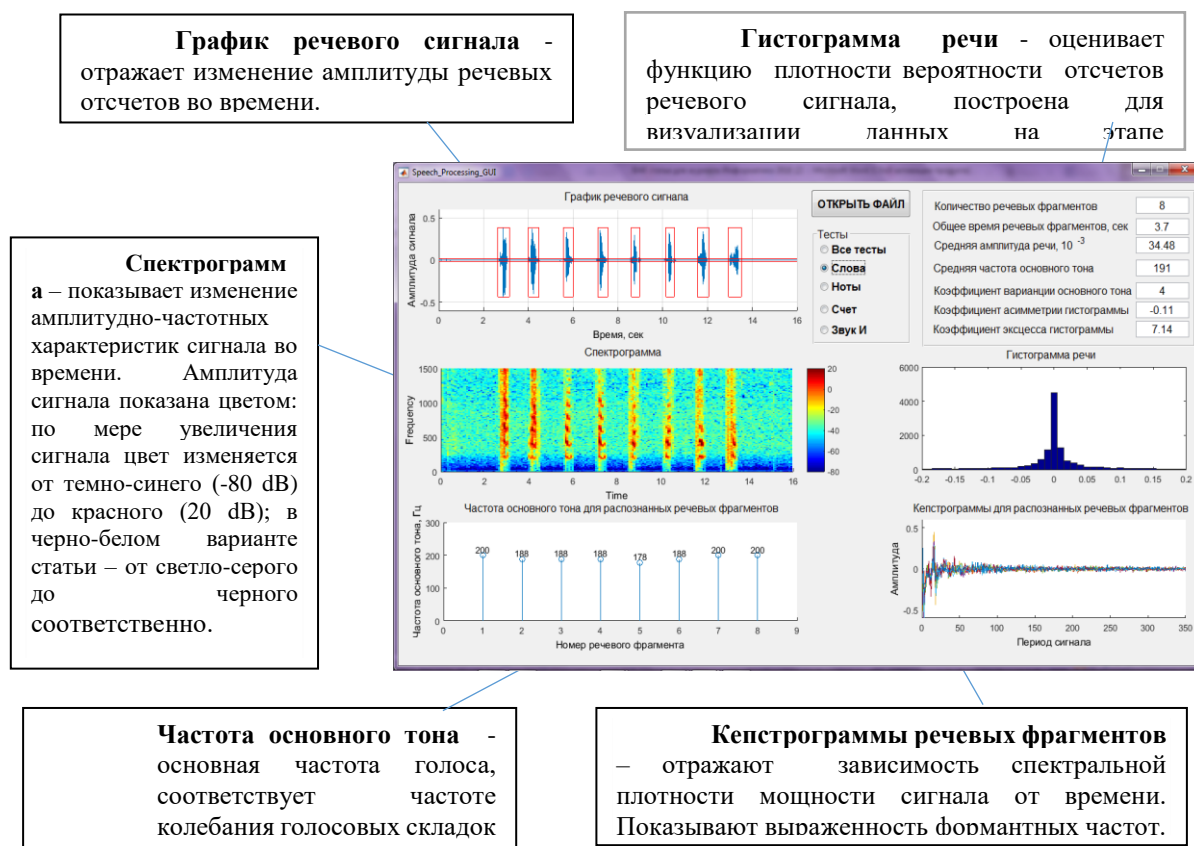 График речевого сигнала -
отражает изменение амплитуды речевых
отсчетов во времени.
Гистограмма речи - оценивает
функцию плотности вероятности отсчетов
речевого сигнала, построена для
визуализации данных на этапе
Спектрограмм
а – показывает изменение
амплитудно-частотных
характеристик сигнала во
времени. Амплитуда
сигнала показана цветом:
по мере увеличения
сигнала цвет изменяется
от темно-синего (-80 dB)
до красного (20 dB); в
черно-белом варианте
статьи – от светло-серого
до черного
соответственно.
Speech_Processing_GUI
График речевого сигнала
Амплитуда сигнала
0.5
0
-0.5
0 2 4 6 8 10 12 14 16
Время, сек
ОТКРЫТЬ ФАЙЛ
Тесты
Все тесты
Слова
Ноты
Счет
Звук И
Количество речевых фрагментов 8
Общее время речевых фрагментов, сек 3.7
Средняя амплитуда речи, 10 -3 34.48
Средняя частота основного тона 191
Коэффициент вариации основного тона 4
Коэффициент асимметрии гистограммы -0.11
Коэффициент эксцесса гистограммы 7.14
Спектрограмма
Frequency
1500
1000
500
0
0 2 4 6 8 10 12 14 16
Time
20
0
-20
-40
-60
-80
Гистограмма речи
6000
4000
2000
0
-0.2 -0.15 -0.1 -0.05 0 0.05 0.1 0.15 0.2
Частота основного тона для распознанных речевых фрагментов
Частота основного тона, Гц
300
200
100
0
200 188 188 188 178 188 200 200
0 1 2 3 4 5 6 7 8 9
Номер речевого фрагмента
Кепстрограммы для распознанных речевых фрагментов
Амплитуда
0.5
0
-0.5
0 50 100 150 200 250 300 350
Период сигнала
Частота основного тона -
основная частота голоса,
соответствует частоте
колебания голосовых складок
Кепстрограммы речевых фрагментов
– отражают зависимость спектральной
плотности мощности сигнала от времени.
Показывают выраженность формантных частот.